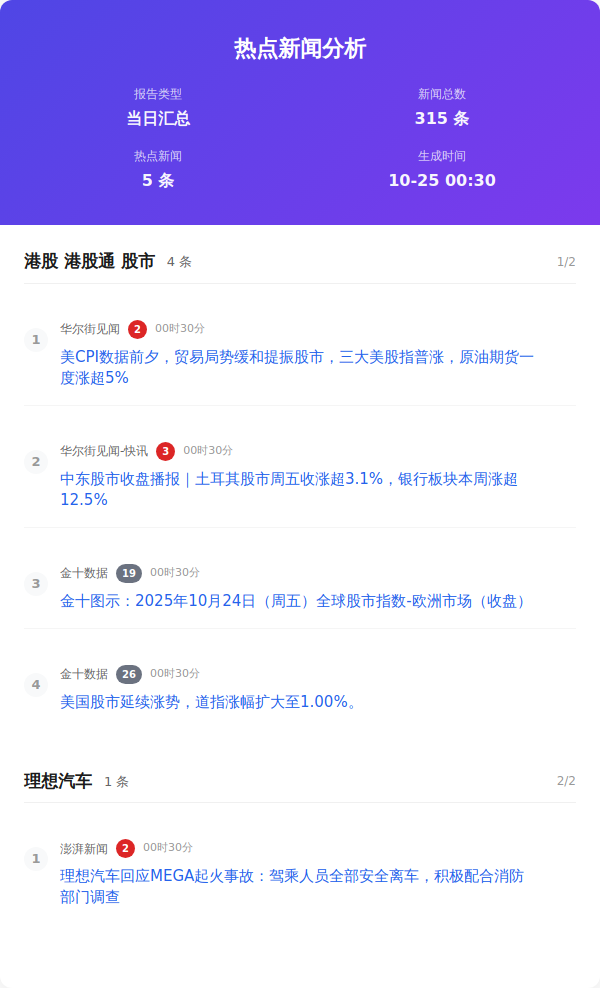 热点新闻分析
报告类型
新闻总数
当日汇总
315 条
热点新闻
生成时间
5 条
10-25 00:30
港股 港股通 股市 4 条 1/2
1 华尔街见闻 2 00时30分
美CPI数据前夕，贸易局势缓和提振股市，三大美股指普涨，原油期货一
度涨超5%
2 华尔街见闻-快讯 3 00时30分
中东股市收盘播报｜土耳其股市周五收涨超3.1%，银行板块本周涨超
12.5%
3 金十数据 19 00时30分
金十图示：2025年10月24日（周五）全球股市指数-欧洲市场（收盘）
4 金十数据 26 00时30分
美国股市延续涨势，道指涨幅扩大至1.00%。
理想汽车 1 条 2/2
1 澎湃新闻 2 00时30分
理想汽车回应MEGA起火事故：驾乘人员全部安全离车，积极配合消防
部门调查